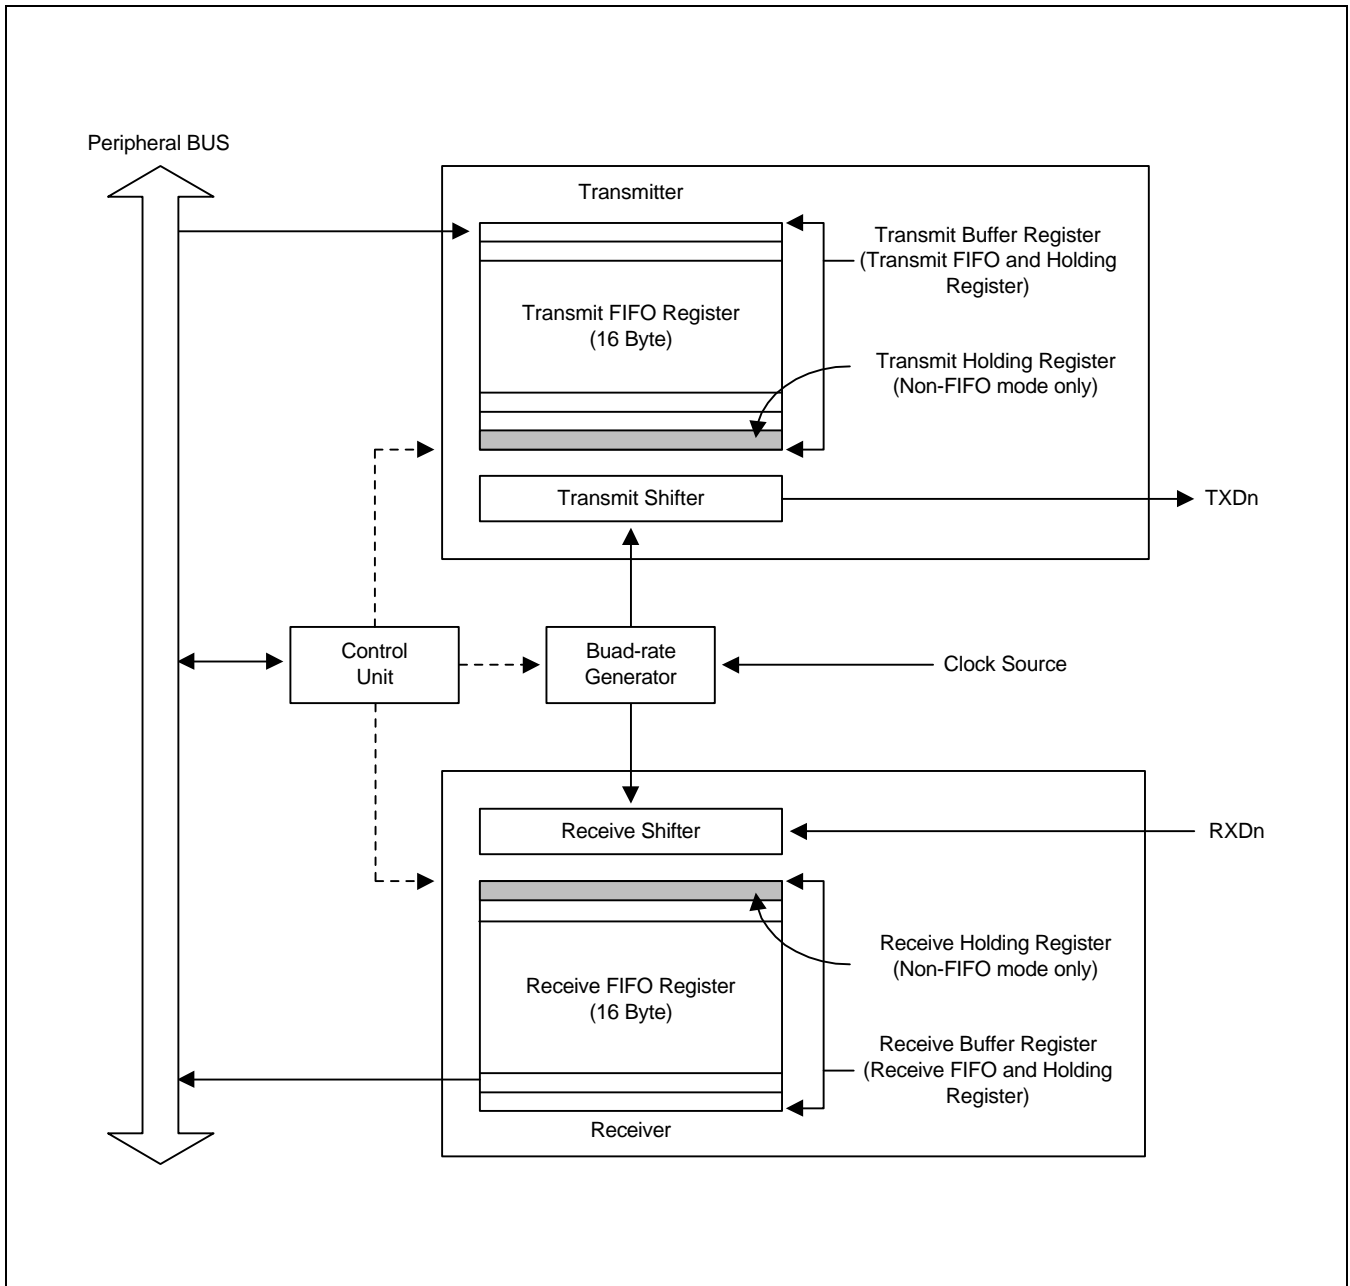 Peripheral BUS
Transmitter
Transmit FIFO Register
(16 Byte)
Transmit Buffer Register
(Transmit FIFO and Holding
Register)
Transmit Holding Register
(Non-FIFO mode only)
Transmit Shifter
TXDn
Control
Unit
Buad-rate
Generator
Clock Source
Receive Shifter
RXDn
Receive Holding Register
(Non-FIFO mode only)
Receive FIFO Register
(16 Byte)
Receive Buffer Register
(Receive FIFO and Holding
Register)
Receiver